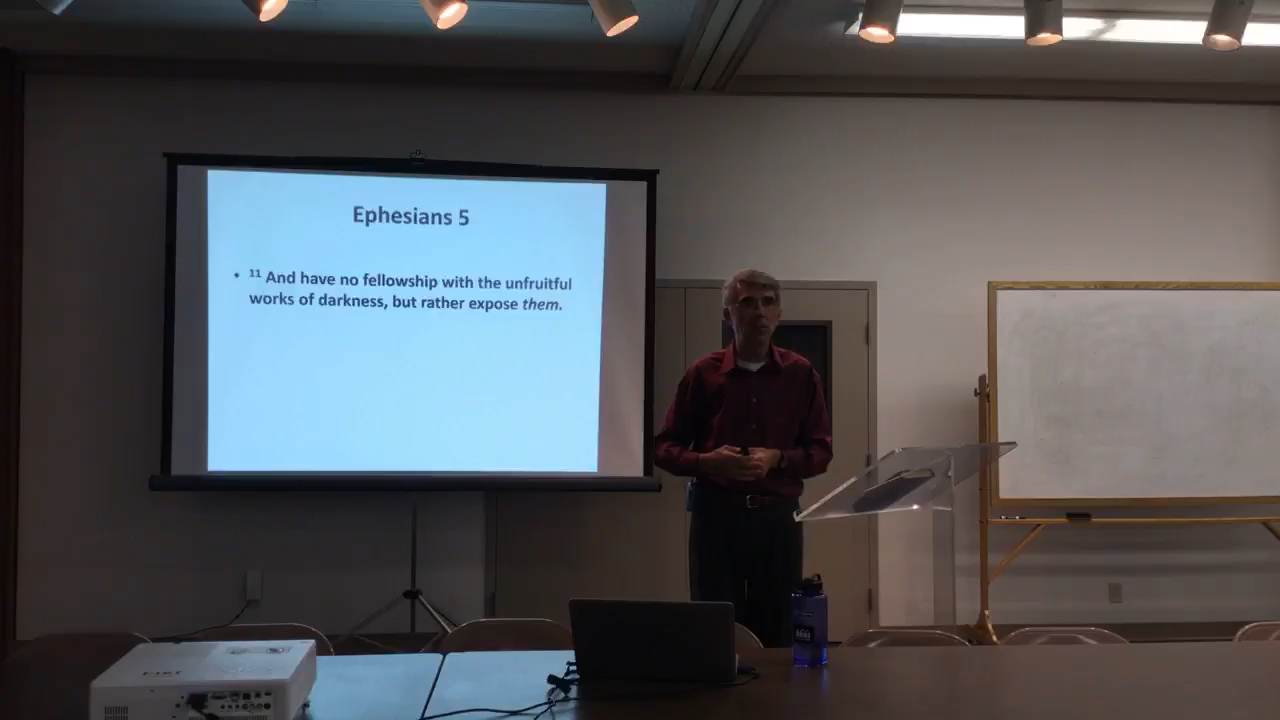 Ephesians 5
• 11 And have no fellowship with the unfruitful
works of darkness, but rather expose them.